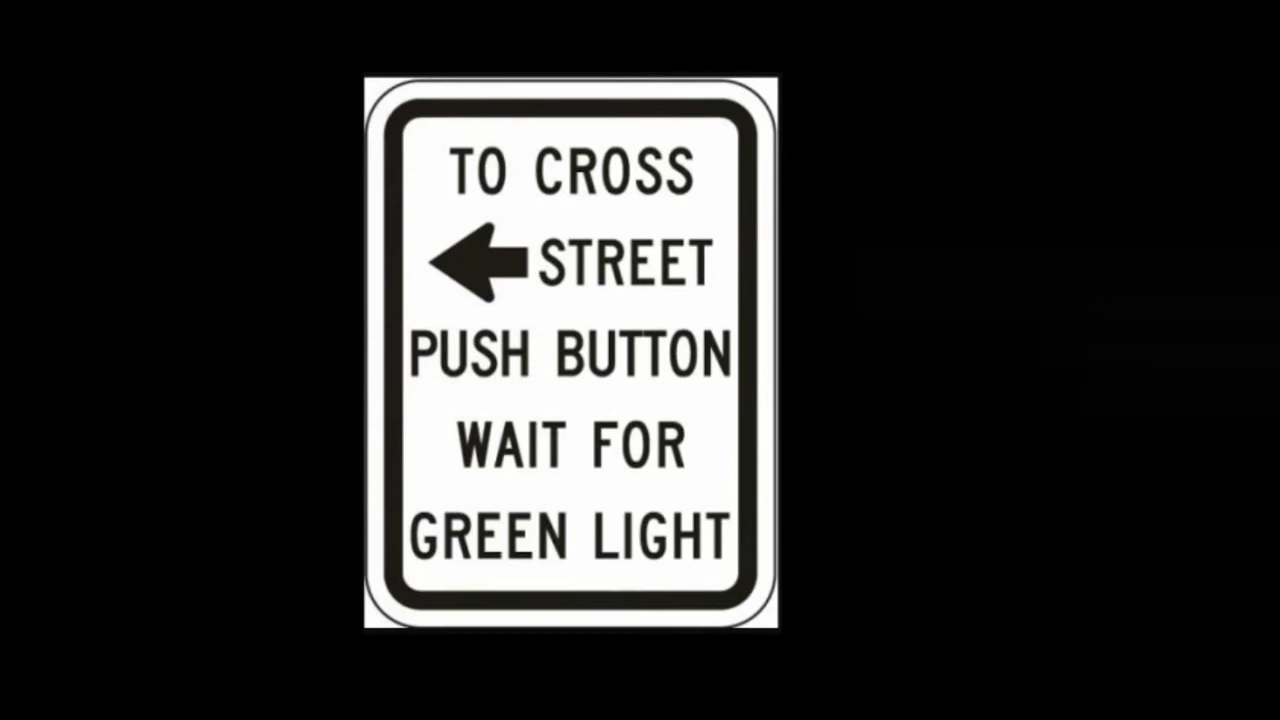 TO CROSS
STREET
PUSH BUTTON
WAIT FOR
GREEN LIGHT